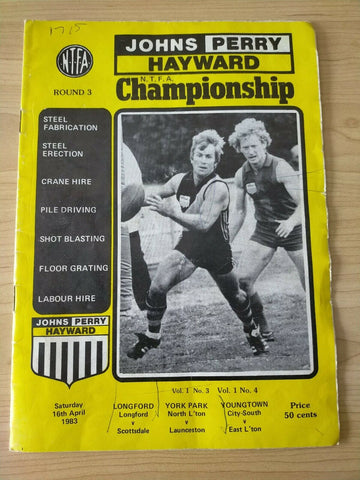 1715
JOHNS PERRY
HAYWARD
N.T.F.A.
Championship
N.T.F.A.
ROUND 3
STEEL
FABRICATION
STEEL
ERECTION
CRANE HIRE
PILE DRIVING
SHOT BLASTING
FLOOR GRATING
LABOUR HIRE
JOHNS PERRY
HAYWARD
Saturday
16th April
1983
Vol. 1 No. 3 Vol. 1 No. 4
LONGFORD
Longford
v
Scottsdale
YORK PARK
North L'ton
v
Launceston
YOUNGTOWN
City-South
v
East L'ton
Price
50 cents